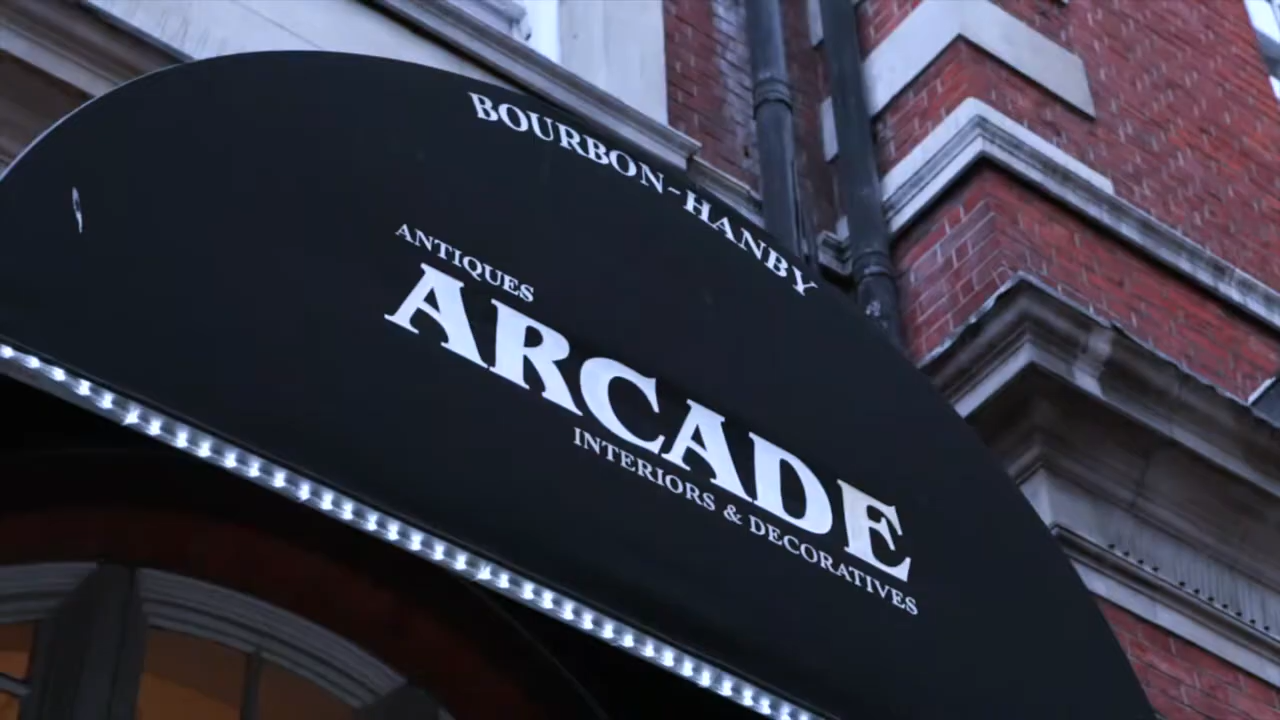 BOURBON-HANBY
ANTIQUES
ARCADE
INTERIORS & DECORATIVES